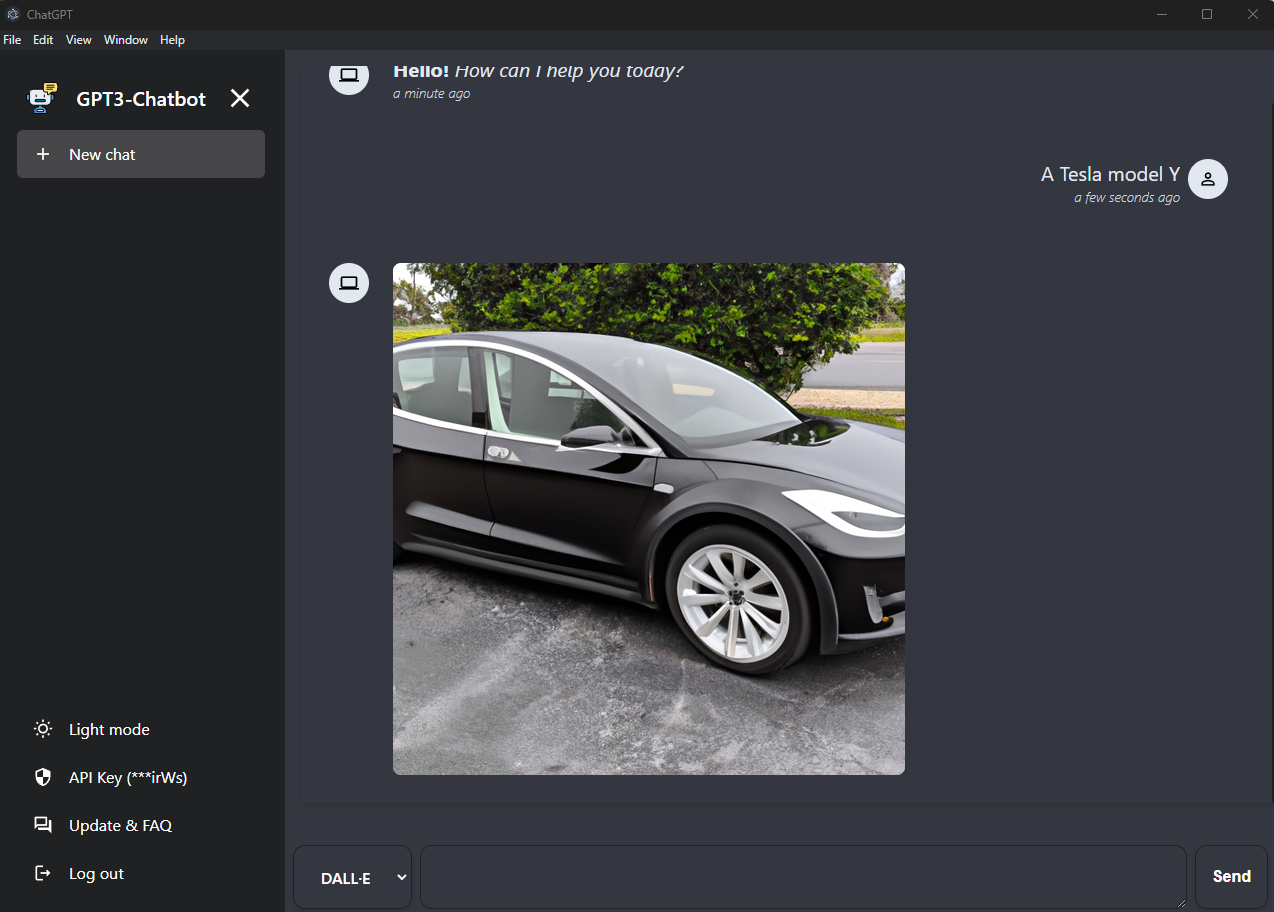 ChatGPT
File Edit View Window Help
GPT3-Chatbot
New chat
Light mode
API Key (***irWs)
Update & FAQ
Log out
Hello! How can I help you today?
a minute ago
A Tesla model Y
a few seconds ago
DALL·E
Send